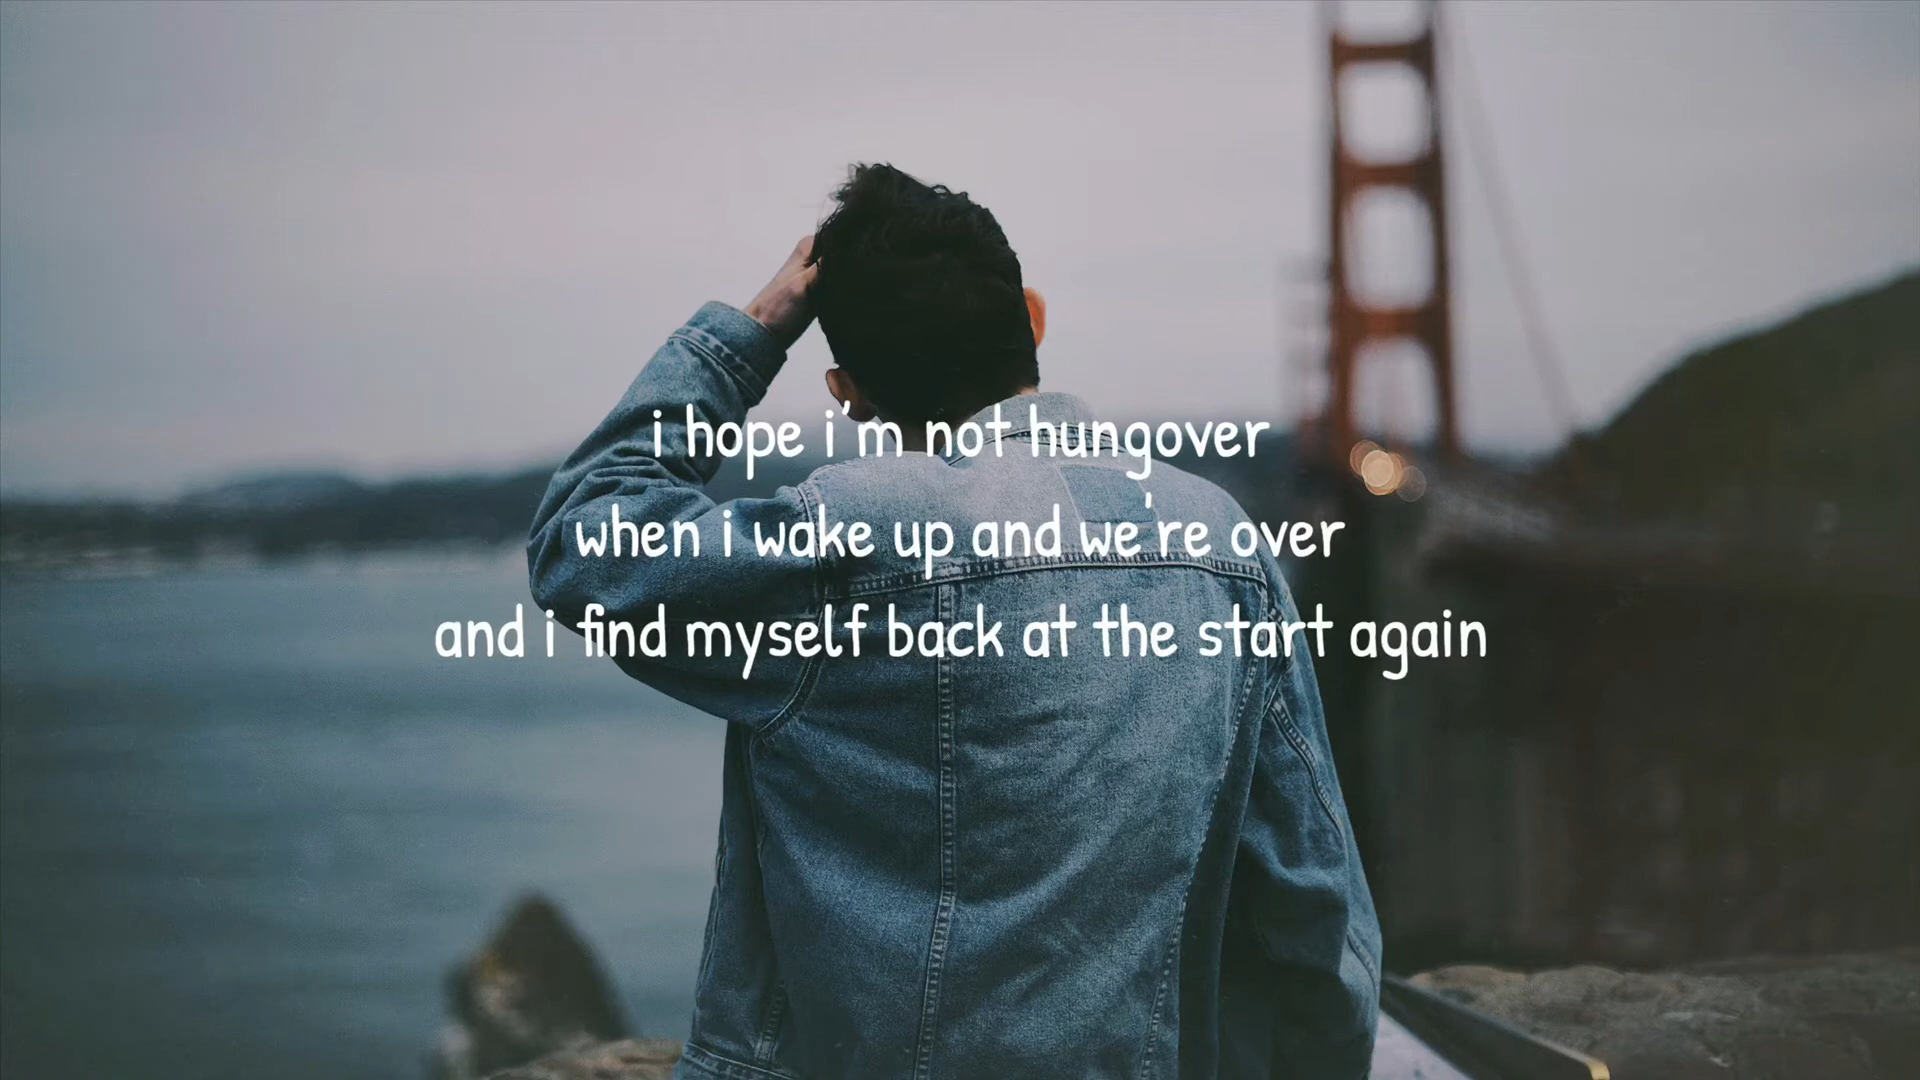 i hope i'm not hungover
when i wake up and we're over
and i find myself back at the start again